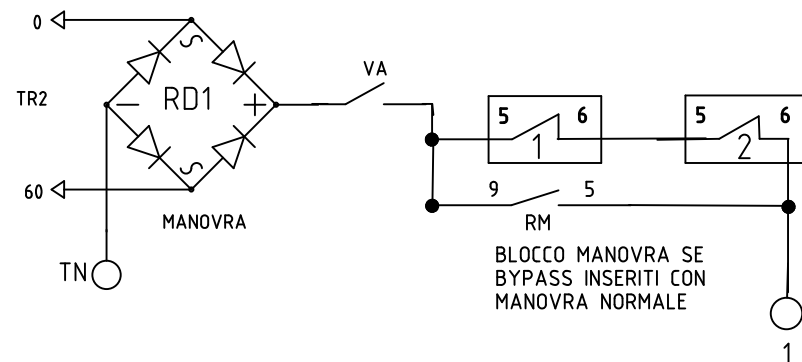 0
VA
TR2
RD1
5 6
5 6
1
2
60
9 5
MANOVRA
RM
TN
BLOCCO MANOVRA SE
BYPASS INSERITI CON
MANOVRA NORMALE
1